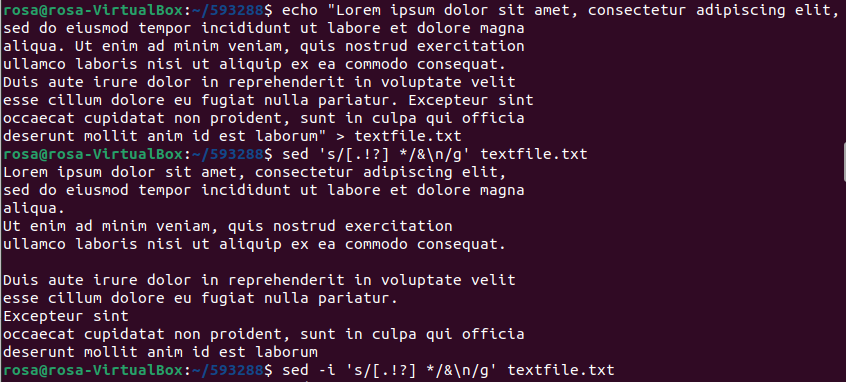 rosa@rosa-VirtualBox:~/593288$ echo "Lorem ipsum dolor sit amet, consectetur adipiscing elit,
sed do eiusmod tempor incididunt ut labore et dolore magna
aliqua. Ut enim ad minim veniam, quis nostrud exercitation
ullamco laboris nisi ut aliquip ex ea commodo consequat.
Duis aute irure dolor in reprehenderit in voluptate velit
esse cillum dolore eu fugiat nulla pariatur. Excepteur sint
occaecat cupidatat non proident, sunt in culpa qui officia
deserunt mollit anim id est laborum" > textfile.txt
rosa@rosa-VirtualBox:~/593288$ sed 's/[.!?] */&\n/g' textfile.txt
Lorem ipsum dolor sit amet, consectetur adipiscing elit,
sed do eiusmod tempor incididunt ut labore et dolore magna
aliqua.
Ut enim ad minim veniam, quis nostrud exercitation
ullamco laboris nisi ut aliquip ex ea commodo consequat.

Duis aute irure dolor in reprehenderit in voluptate velit
esse cillum dolore eu fugiat nulla pariatur.
Excepteur sint
occaecat cupidatat non proident, sunt in culpa qui officia
deserunt mollit anim id est laborum
rosa@rosa-VirtualBox:~/593288$ sed -i 's/[.!?] */&\n/g' textfile.txt